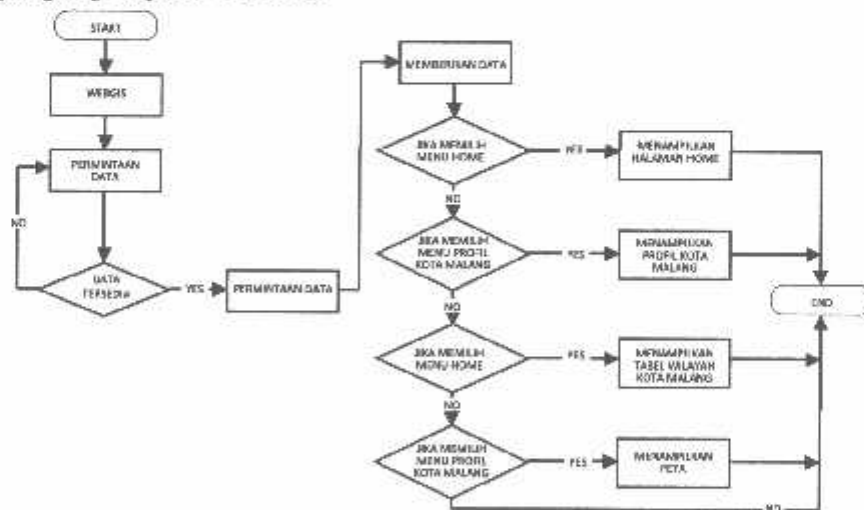 START
WEBGIS
PERMINTAAN
DATA
NO
DATA
TERSEDIA
YES
PERMINTAAN DATA
MEMBERIKAN DATA
JIKA MEMILIH
MENU HOME
YES
MENAMPILKAN
HALAMAN HOME
NO
JIKA MEMILIH
MENU PROFIL
KOTA MALANG
YES
MENAMPILKAN
PROFIL KOTA
MALANG
END
NO
JIKA MEMILIH
MENU HOME
YES
MENAMPILKAN
TABEL WILAYAH
KOTA MALANG
NO
JIKA MEMILIH
MENU PROFIL
KOTA MALANG
YES
MENAMPILKAN
PETA
NO